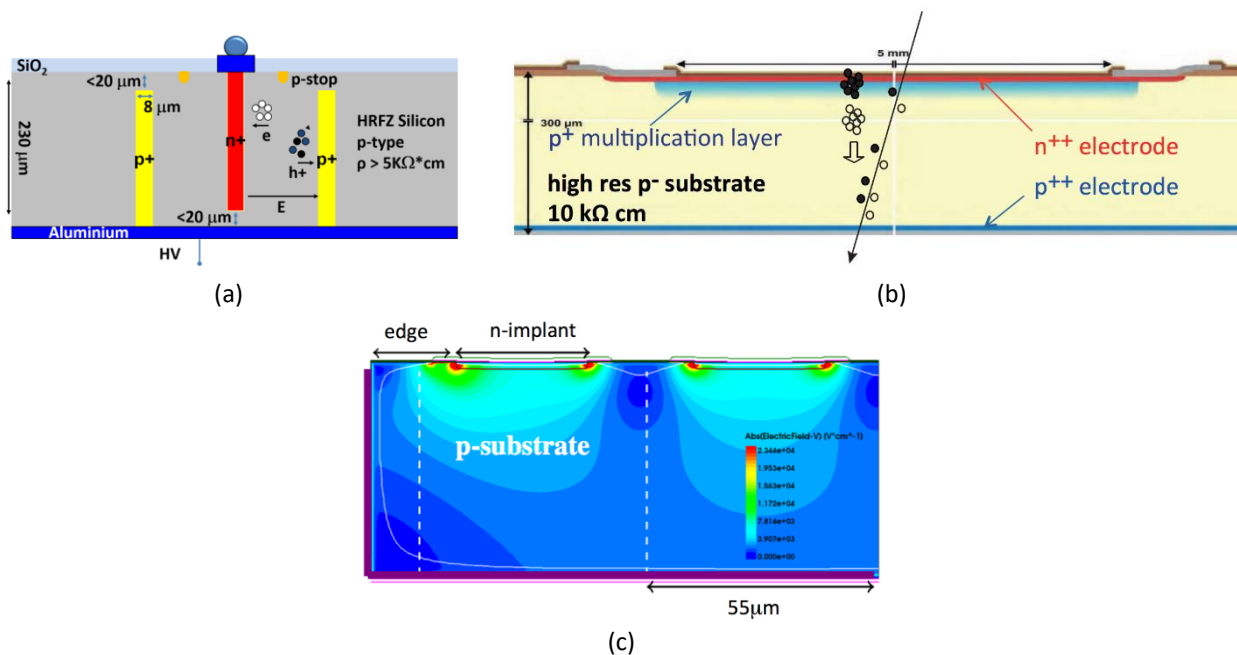 SiO₂
<20 μm
p-stop
8 μm
230 μm
p+
n+
e
h+
p+
E
HRFZ Silicon
p-type
ρ > 5KΩ*cm
<20 μm
Aluminium
HV
(a)
5 mm
300 μm
p⁺ multiplication layer
n⁺⁺ electrode
p⁺⁺ electrode
high res p⁻ substrate
10 kΩ cm
(b)
edge
n-implant
p-substrate
Abs(ElectricField-V) (V*cm^-1)
2.344e+04
1.953e+04
1.563e+04
1.172e+04
7.814e+03
3.907e+03
0.000e+00
55μm
(c)